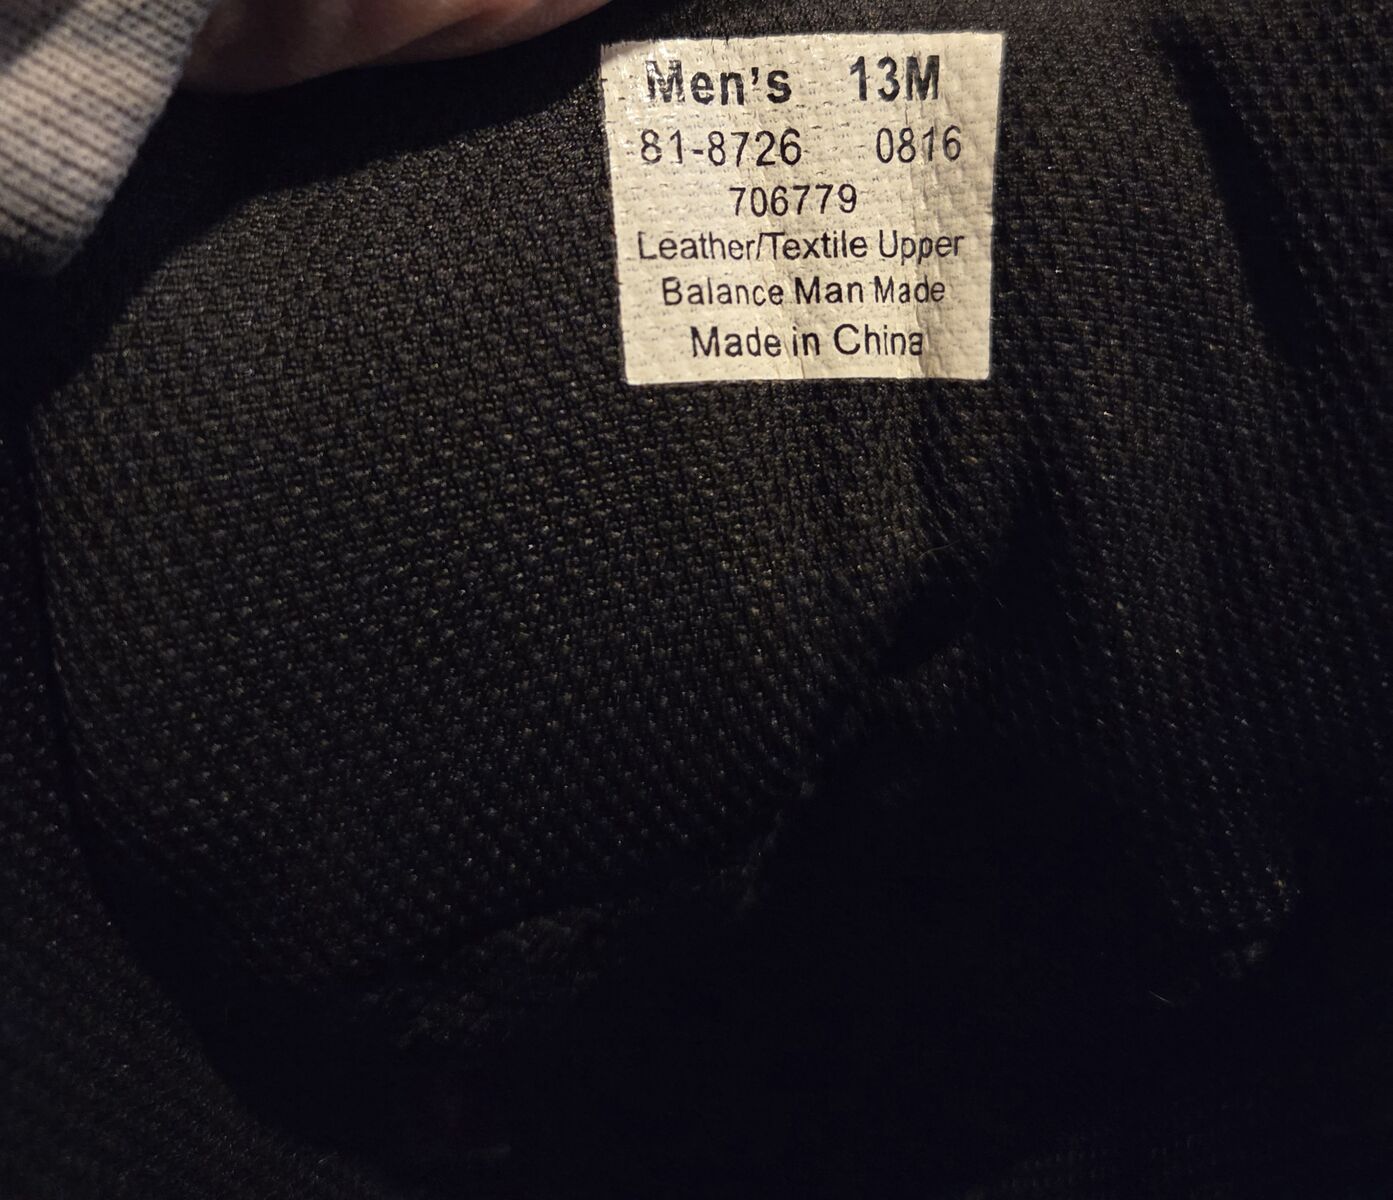 Men's 13M
81-8726 0816
706779
Leather/Textile Upper
Balance Man Made
Made in China